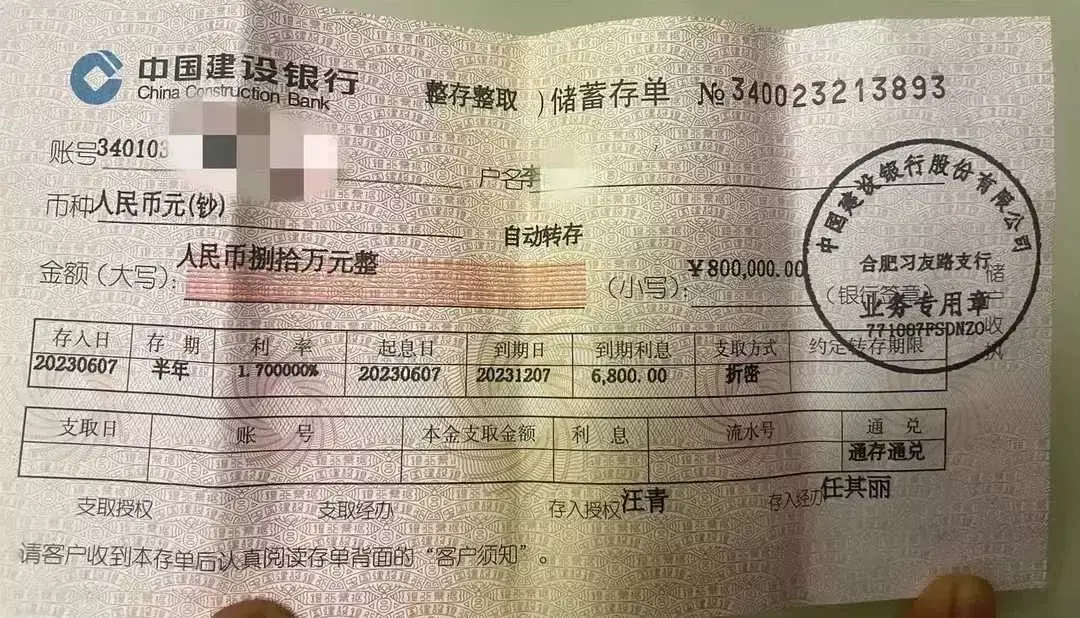 中国建设银行
China Construction Bank
整存整取 ）储蓄存单 № 340023213893
账号340103 户名李
币种人民币元(钞)
自动转存
金额（大写）：人民币捌拾万元整 （小写）：￥800,000.00 （银行签章）
中国建设银行股份有限公司
合肥习友路支行
业务专用章
存入日 存 期 利 率 起息日 到期日 到期利息 支取方式 约定转存期限
20230607 半年 1.700000% 20230607 20231207 6,800.00 折密
支取日 账 号 本金支取金额 利 息 流水号 通 兑
通存通兑
支取授权 支取经办 存入授权汪青 存入经办任其丽
请客户收到本存单后认真阅读存单背面的“客户须知”。